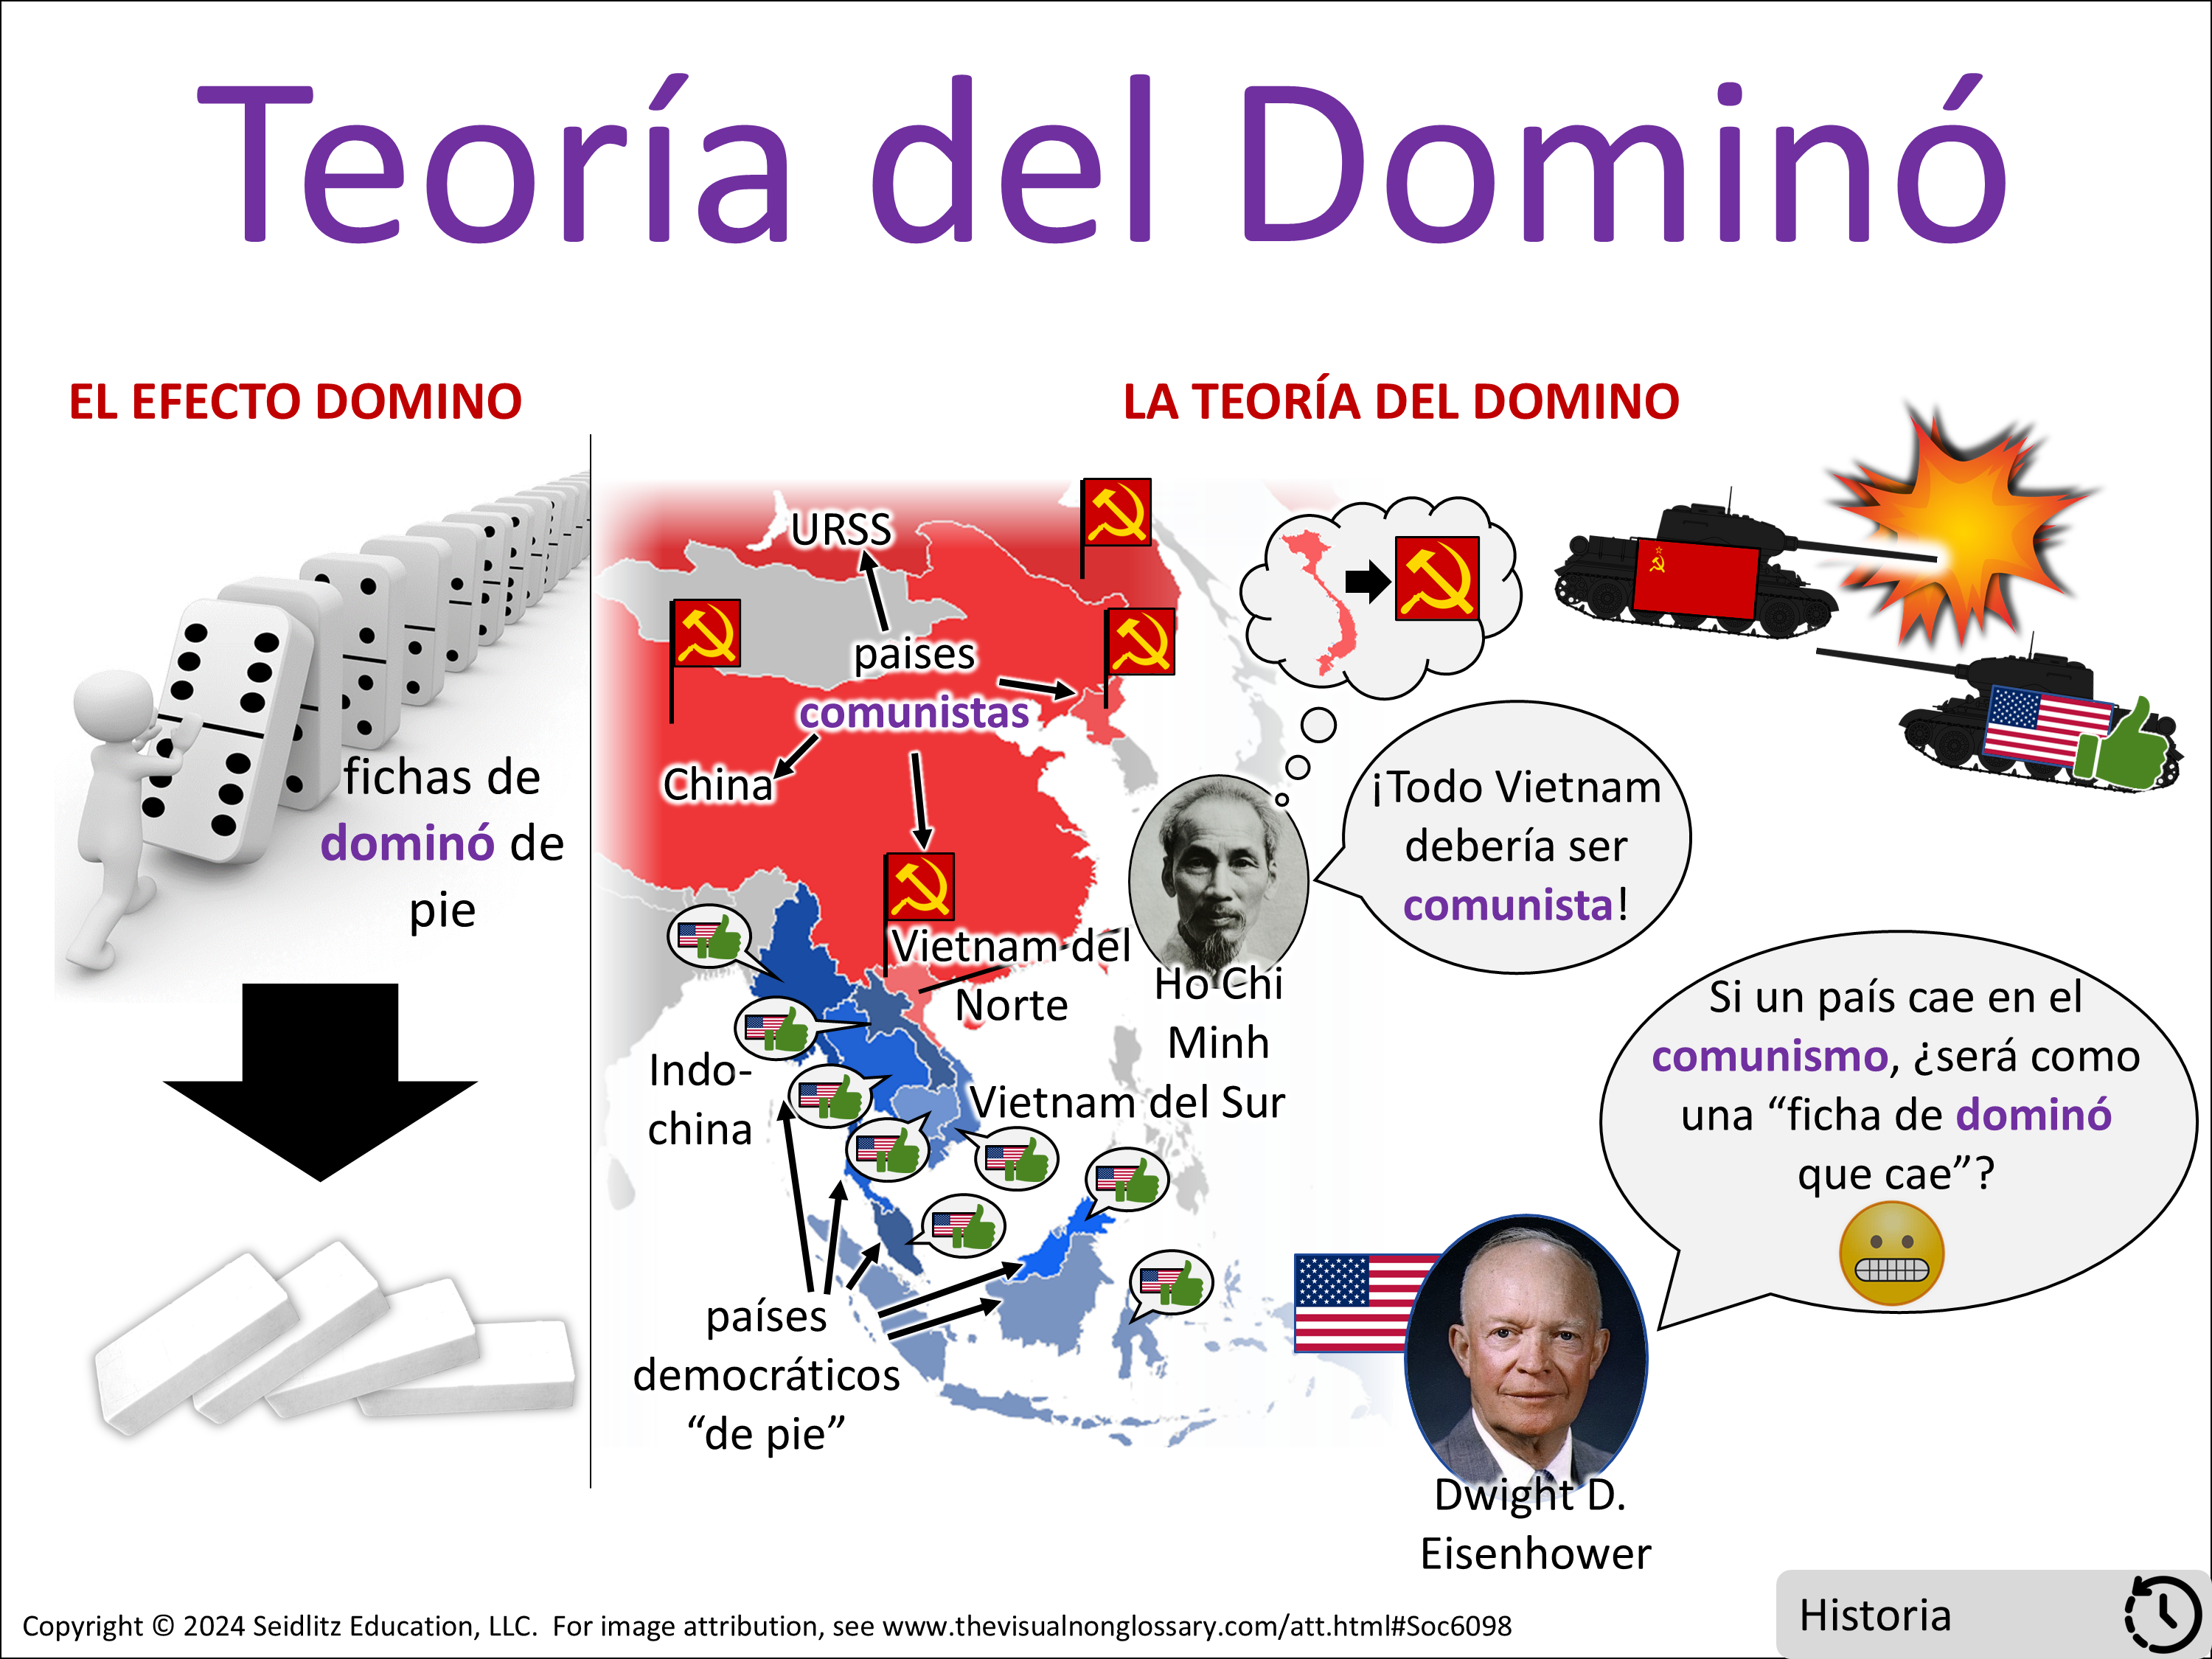 Teoría del Dominó
EL EFECTO DOMINO
fichas de
dominó de
pie
LA TEORÍA DEL DOMINO
URSS
paises
comunistas
China
Vietnam del
Norte
Indo-
china
Vietnam del Sur
países
democráticos
“de pie”
¡Todo Vietnam
debería ser
comunista!
Ho Chi
Minh
Si un país cae en el
comunismo, ¿será como
una “ficha de dominó
que cae”?
Dwight D.
Eisenhower
Copyright © 2024 Seidlitz Education, LLC.  For image attribution, see www.thevisualnonglossary.com/att.html#Soc6098
Historia